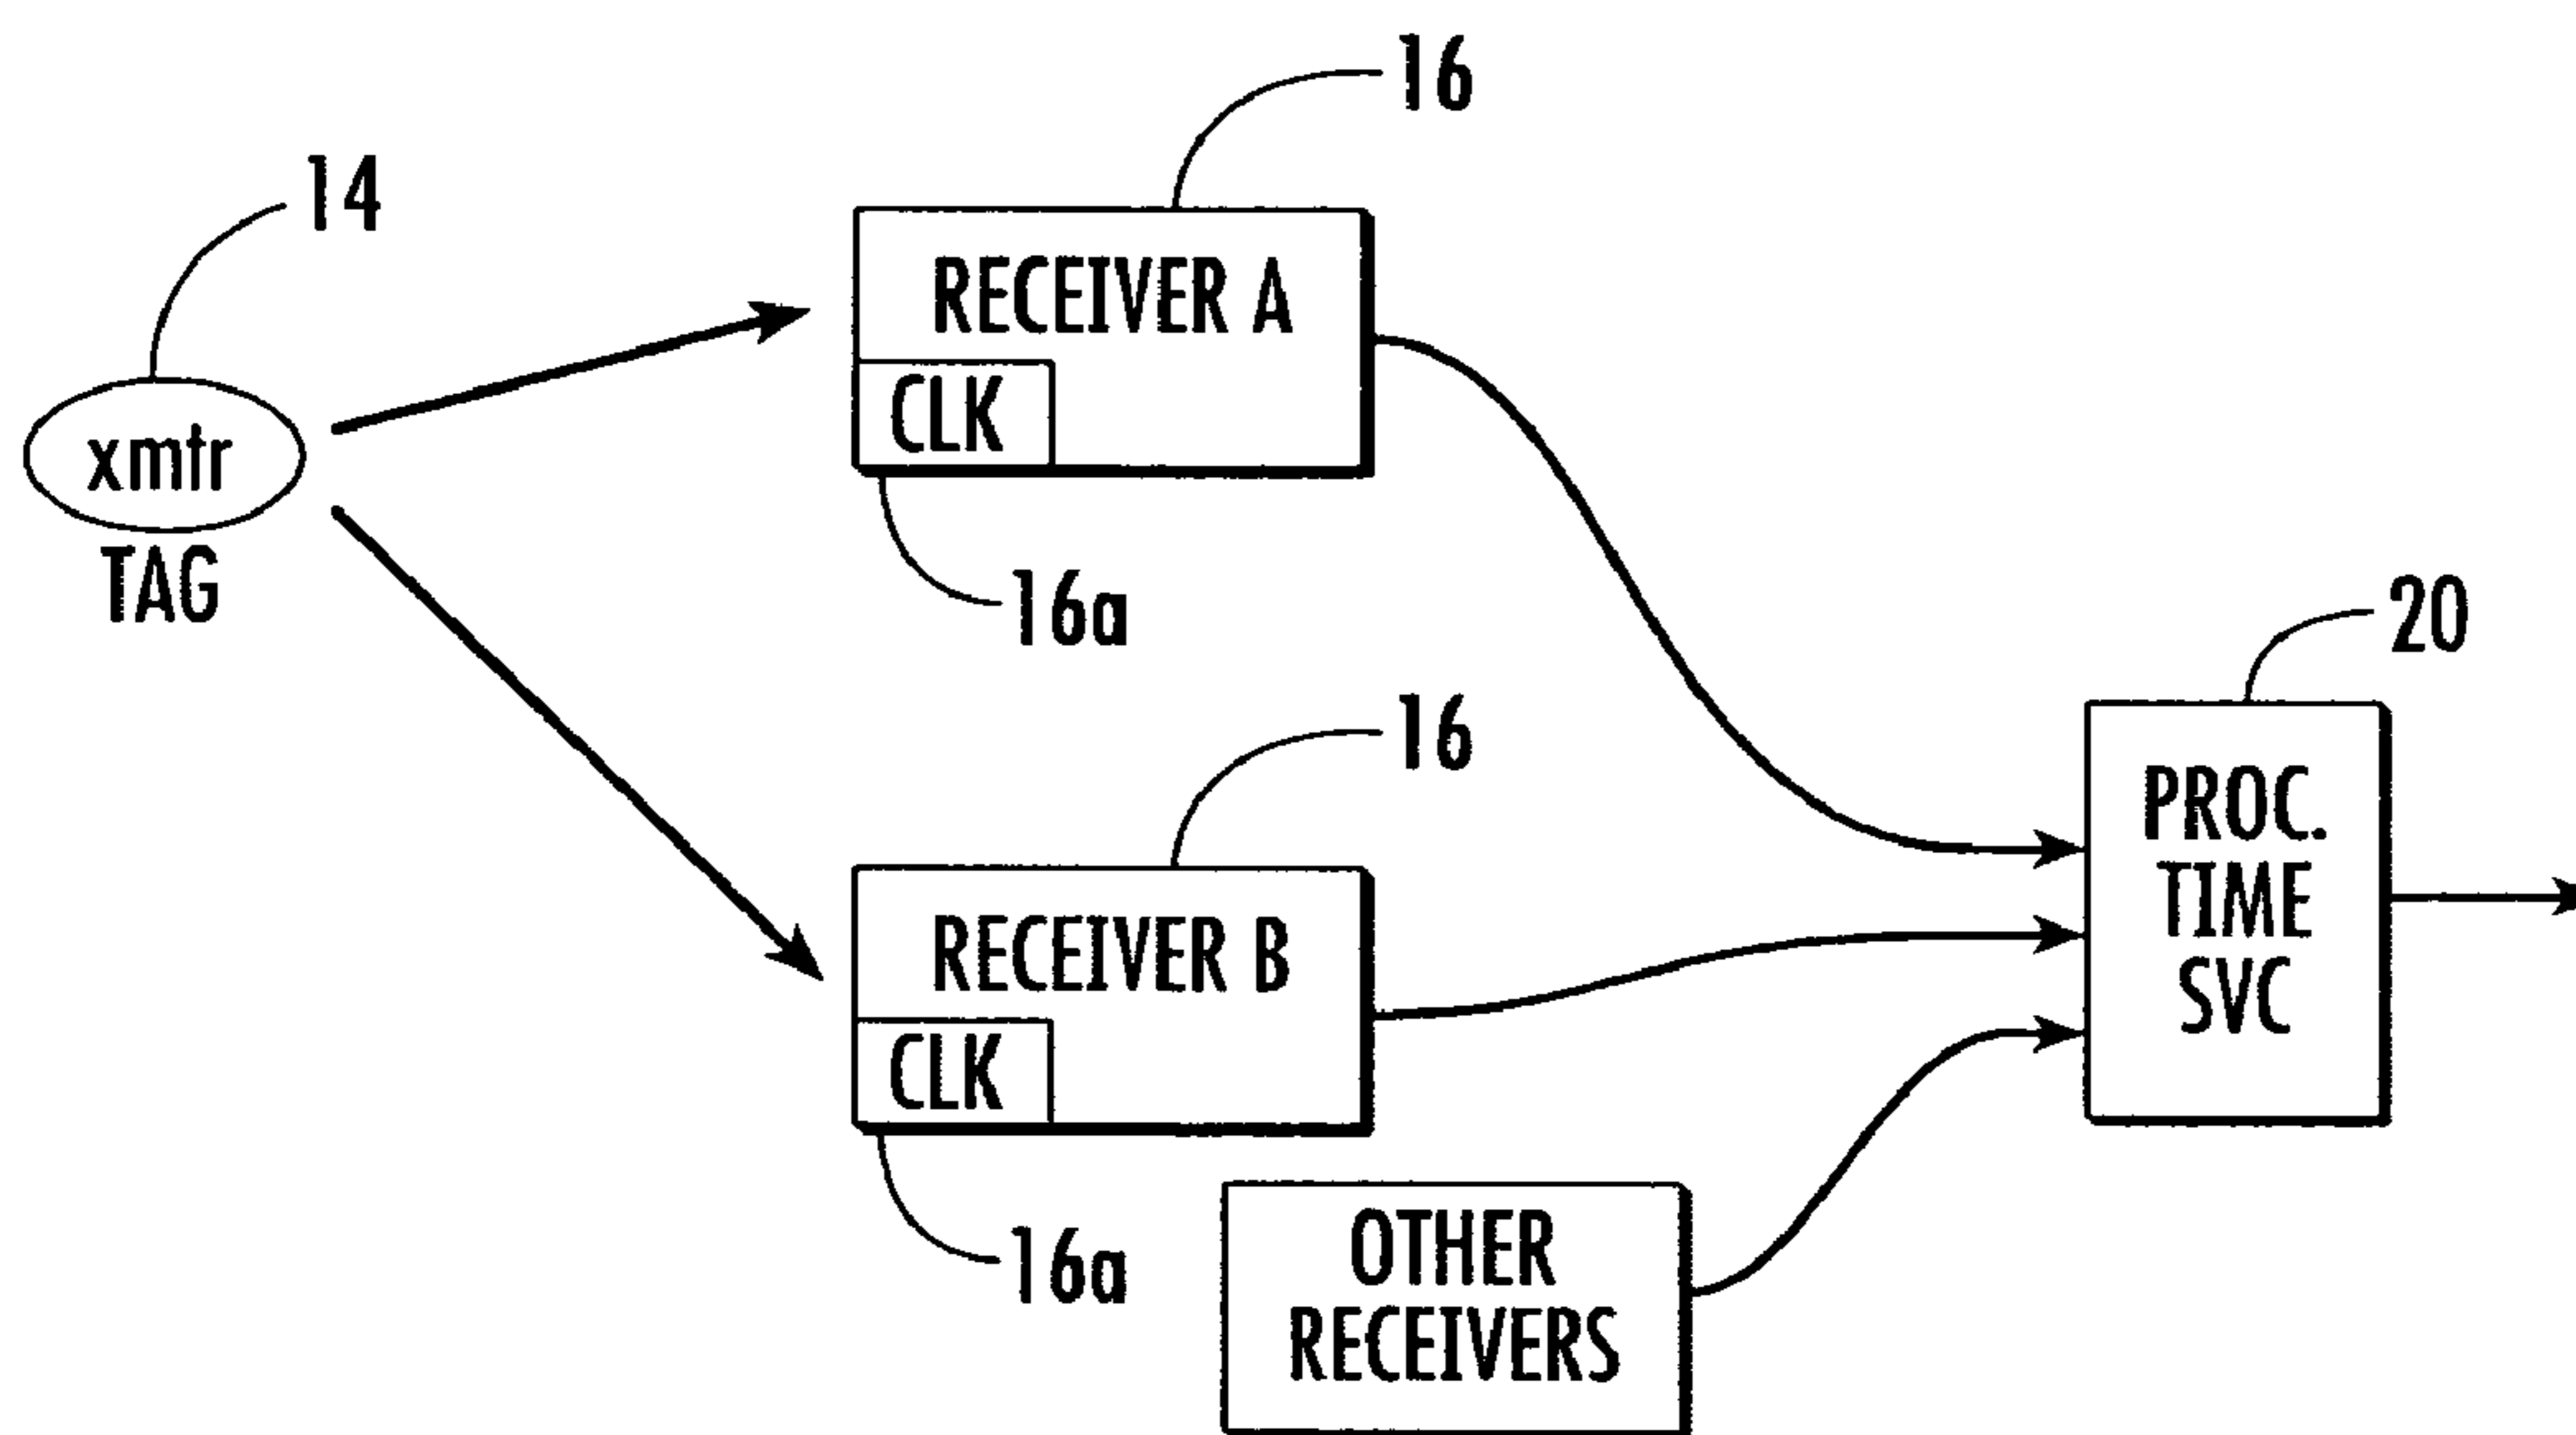 16
14
RECEIVER A
CLK
xmtr
TAG
16a
20
16
PROC.
TIME
SVC
RECEIVER B
CLK
16a
OTHER
RECEIVERS